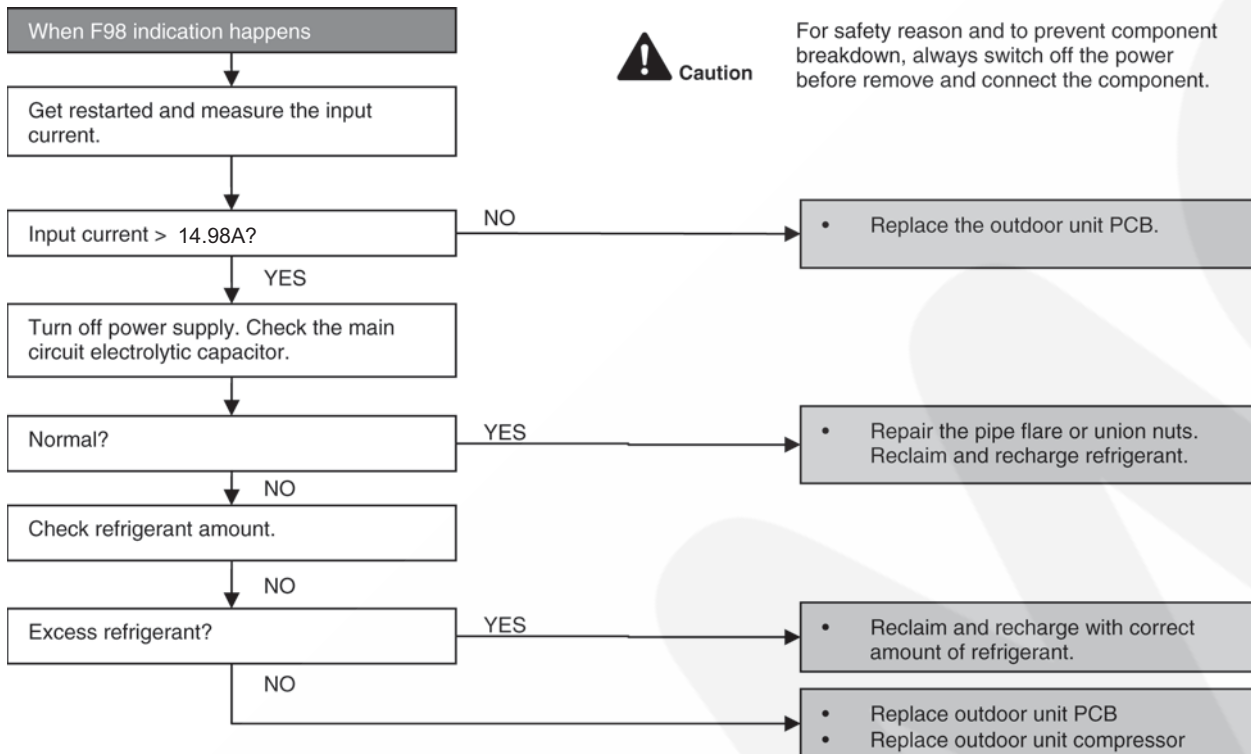 When F98 indication happens
For safety reason and to prevent component
breakdown, always switch off the power
before remove and connect the component.
Caution
Get restarted and measure the input
current.
Input current > 14.98A?
NO
• Replace the outdoor unit PCB.
YES
Turn off power supply. Check the main
circuit electrolytic capacitor.
Normal?
YES
• Repair the pipe flare or union nuts.
Reclaim and recharge refrigerant.
NO
Check refrigerant amount.
NO
Excess refrigerant?
YES
• Reclaim and recharge with correct
amount of refrigerant.
NO
• Replace outdoor unit PCB
• Replace outdoor unit compressor